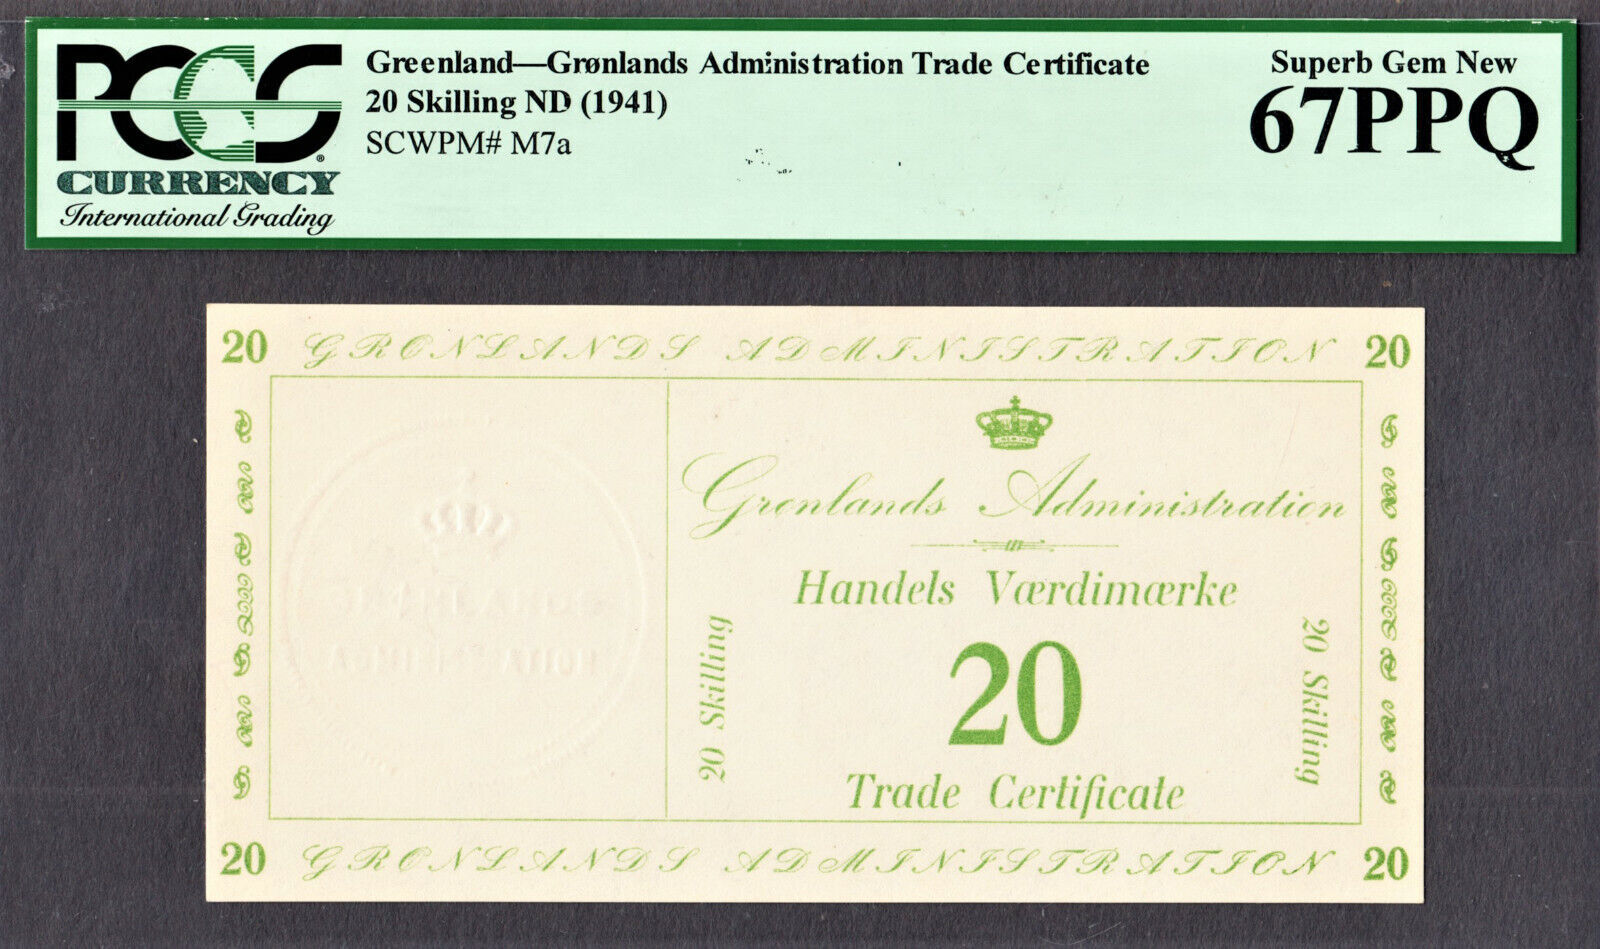 PCGS
CURRENCY
International Grading
®
Greenland—Grønlands Administration Trade Certificate
20 Skilling ND (1941)
SCWPM# M7a
Superb Gem New
67PPQ
20 GRØNLANDS ADMINISTRATION 20
Grønlands Administration
Handels Værdimærke
20
Trade Certificate
20 Skilling
20 Skilling
20 GRØNLANDS ADMINISTRATION 20